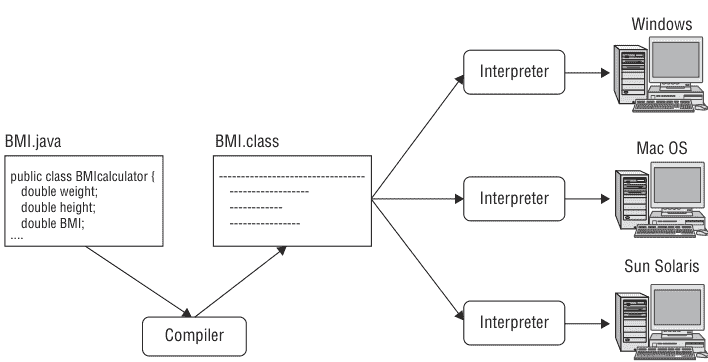 Windows
Interpreter
BMI.java
BMI.class
public class BMIcalculator {
double weight;
double height;
double BMI;
....
Mac OS
Interpreter
Sun Solaris
Interpreter
Compiler